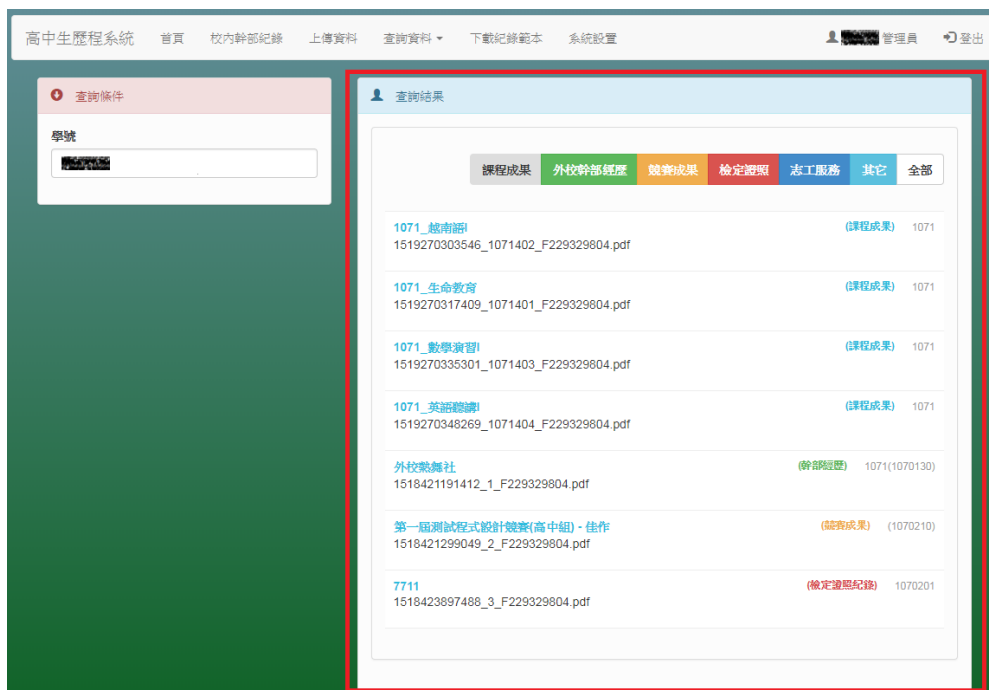 高中生歷程系統 首頁 校內幹部紀錄 上傳資料 查詢資料 下載紀錄範本 系統設置 管理員 登出
查詢條件
學號
查詢結果
課程成果 外校幹部經歷 競賽成果 檢定證照 志工服務 其它 全部
1071_越南語I (課程成果) 1071
1519270303546_1071402_F229329804.pdf
1071_生命教育 (課程成果) 1071
1519270317409_1071401_F229329804.pdf
1071_數學演習I (課程成果) 1071
1519270335301_1071403_F229329804.pdf
1071_英語聽講I (課程成果) 1071
1519270348269_1071404_F229329804.pdf
外校熱舞社 (幹部經歷) 1071(1070130)
1518421191412_1_F229329804.pdf
第一屆測試程式設計競賽(高中組) - 佳作 (競賽成果) (1070210)
1518421299049_2_F229329804.pdf
7711 (檢定證照紀錄) 1070201
1518423897488_3_F229329804.pdf